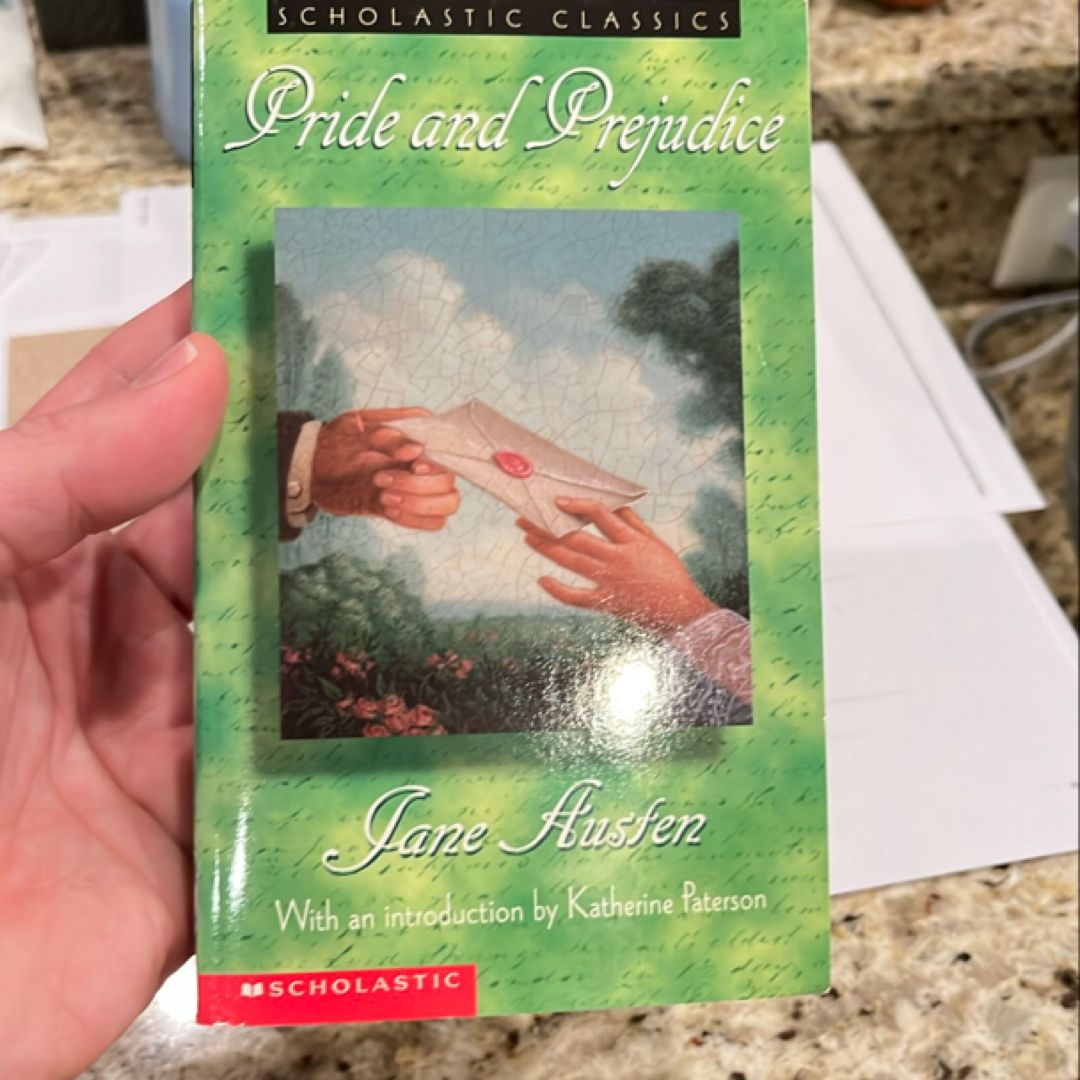 SCHOLASTIC CLASSICS
Pride and Prejudice
Jane Austen
With an introduction by Katherine Paterson
SCHOLASTIC